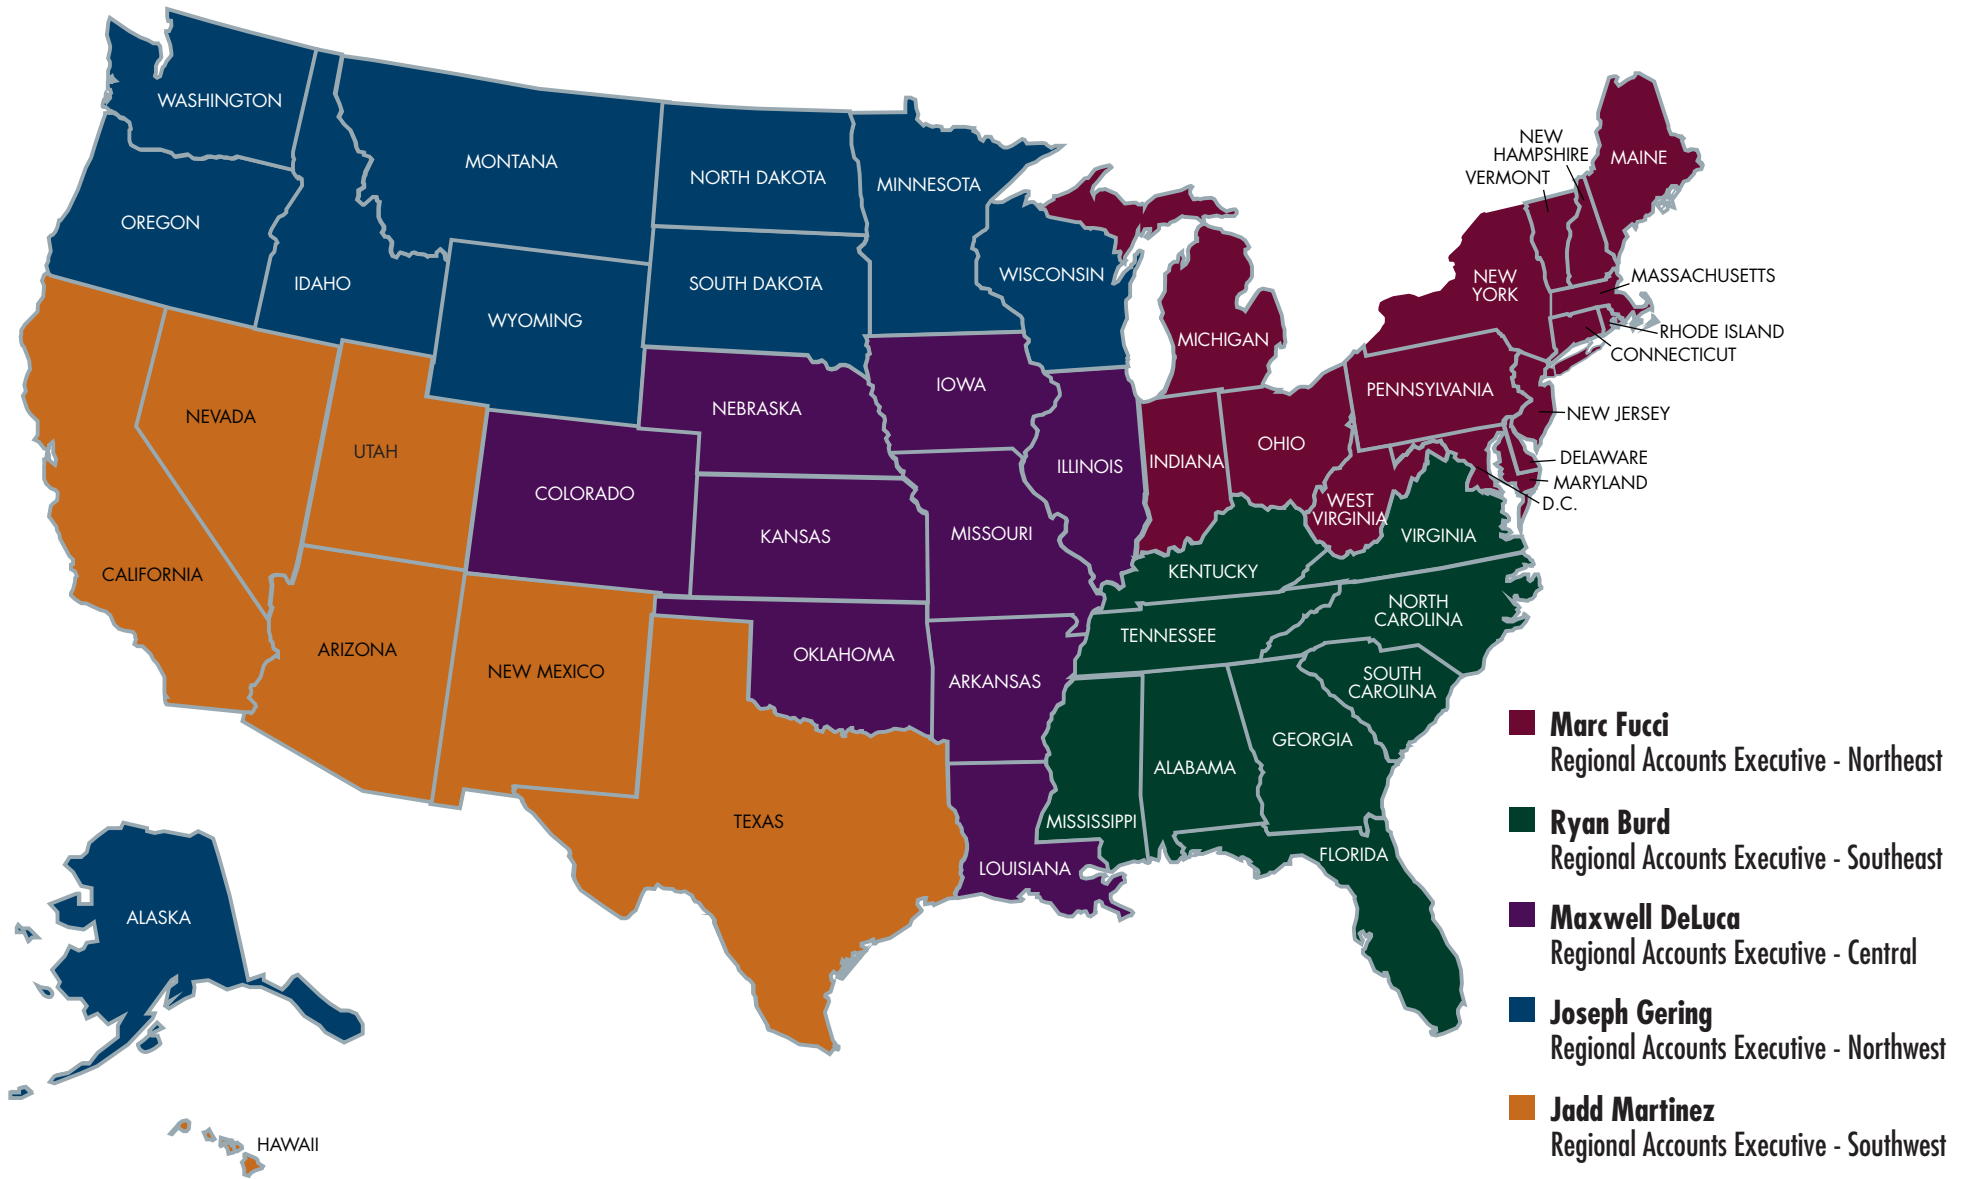 WASHINGTON
OREGON
IDAHO
MONTANA
WYOMING
NORTH DAKOTA
SOUTH DAKOTA
MINNESOTA
WISCONSIN
MICHIGAN
NEW
HAMPSHIRE
VERMONT
MAINE
NEW
YORK
MASSACHUSETTS
RHODE ISLAND
CONNECTICUT
PENNSYLVANIA
NEW JERSEY
DELAWARE
MARYLAND
D.C.
NEVADA
UTAH
CALIFORNIA
ARIZONA
NEW MEXICO
TEXAS
COLORADO
NEBRASKA
KANSAS
OKLAHOMA
IOWA
MISSOURI
ARKANSAS
LOUISIANA
ILLINOIS
INDIANA
OHIO
WEST
VIRGINIA
VIRGINIA
KENTUCKY
TENNESSEE
NORTH
CAROLINA
SOUTH
CAROLINA
MISSISSIPPI
ALABAMA
GEORGIA
FLORIDA
ALASKA
HAWAII
Marc Fucci
Regional Accounts Executive - Northeast
Ryan Burd
Regional Accounts Executive - Southeast
Maxwell DeLuca
Regional Accounts Executive - Central
Joseph Gering
Regional Accounts Executive - Northwest
Jadd Martinez
Regional Accounts Executive - Southwest